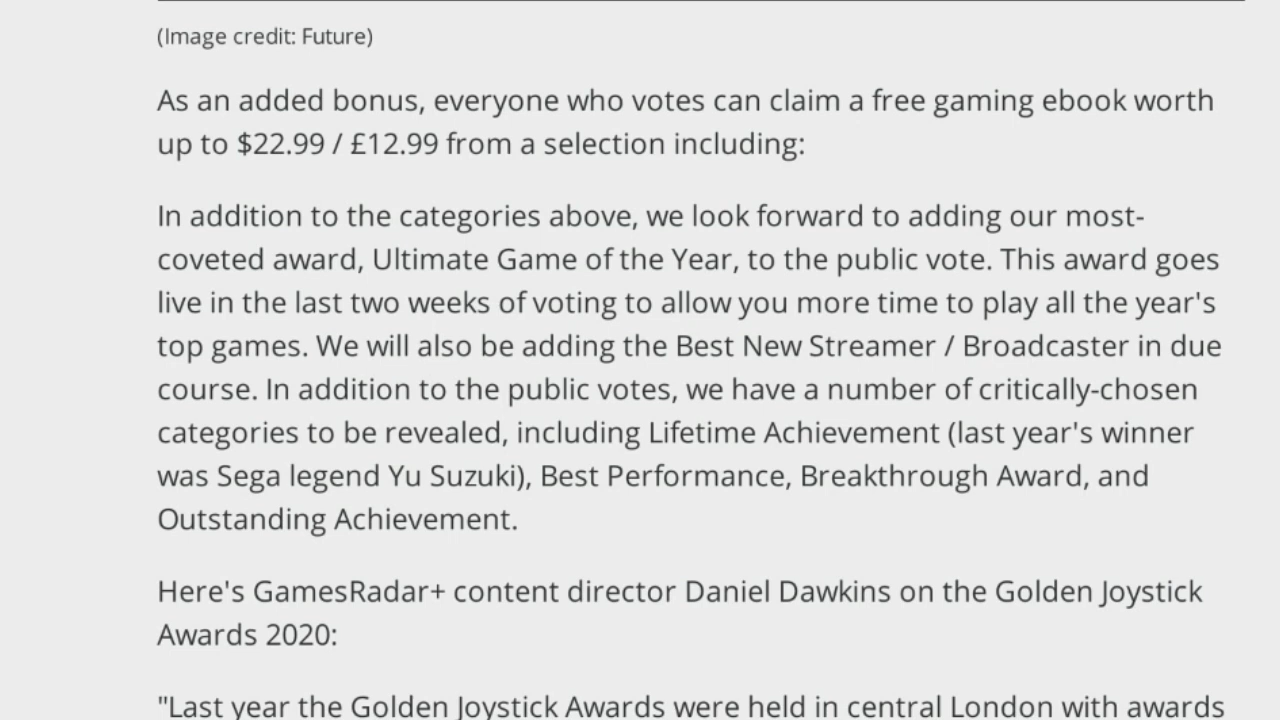 (Image credit: Future)
As an added bonus, everyone who votes can claim a free gaming ebook worth
up to $22.99 / £12.99 from a selection including:
In addition to the categories above, we look forward to adding our most-
coveted award, Ultimate Game of the Year, to the public vote. This award goes
live in the last two weeks of voting to allow you more time to play all the year's
top games. We will also be adding the Best New Streamer / Broadcaster in due
course. In addition to the public votes, we have a number of critically-chosen
categories to be revealed, including Lifetime Achievement (last year's winner
was Sega legend Yu Suzuki), Best Performance, Breakthrough Award, and
Outstanding Achievement.
Here's GamesRadar+ content director Daniel Dawkins on the Golden Joystick
Awards 2020:
"Last year the Golden Joystick Awards were held in central London with awards